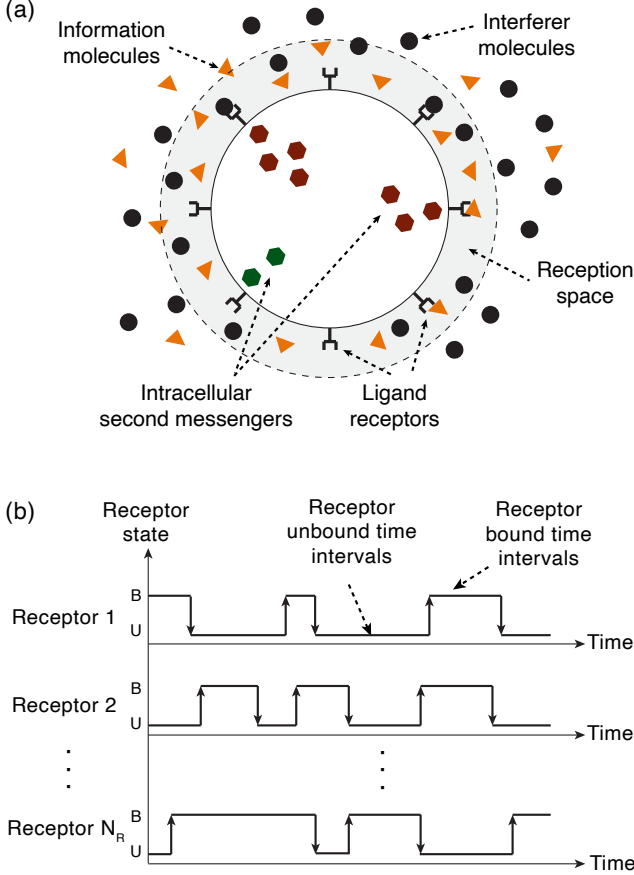 (a)
Information
molecules
Interferer
molecules
Reception
space
Intracellular
second messengers
Ligand
receptors
(b)
Receptor
state
Receptor
unbound time
intervals
Receptor
bound time
intervals
B
Receptor 1
U
Time
B
Receptor 2
U
Time
B
Receptor N_R
U
Time